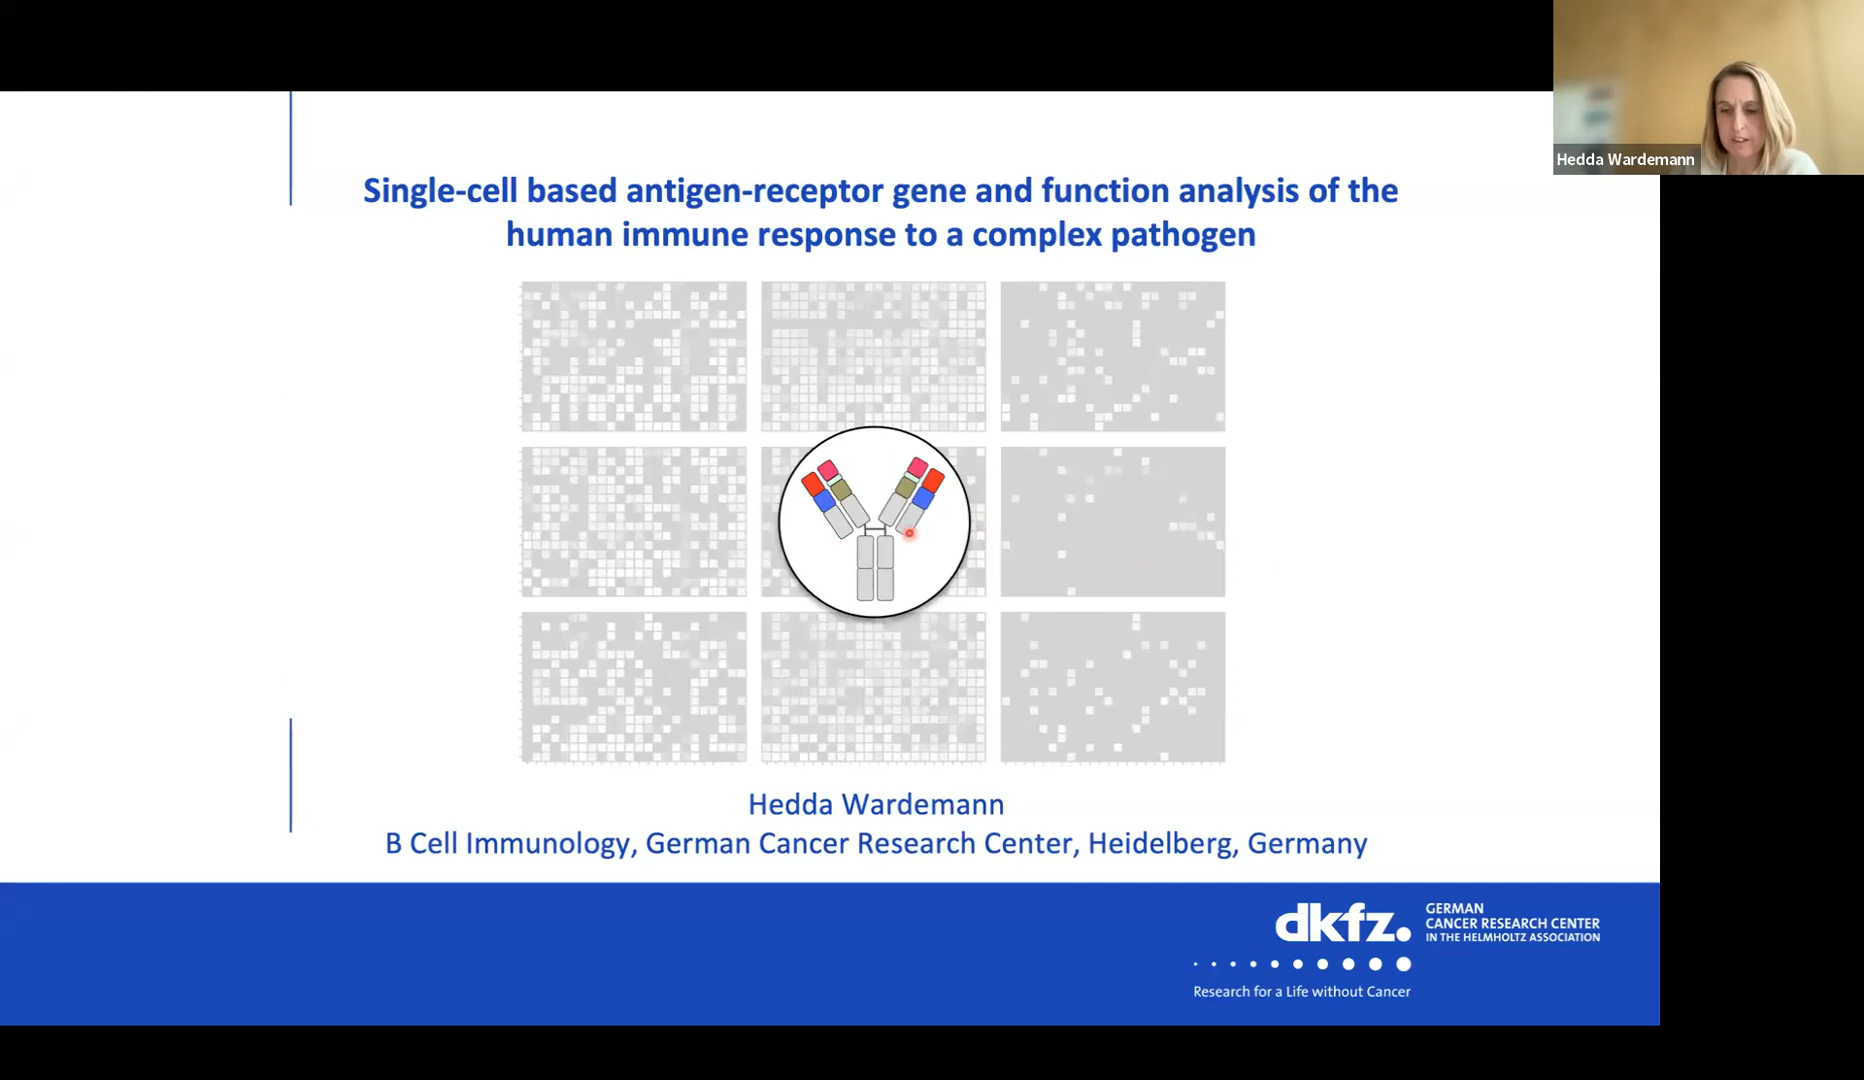 Hedda Wardemann
Single-cell based antigen-receptor gene and function analysis of the
human immune response to a complex pathogen
Hedda Wardemann
B Cell Immunology, German Cancer Research Center, Heidelberg, Germany
dkfz.
GERMAN
CANCER RESEARCH CENTER
IN THE HELMHOLTZ ASSOCIATION
Research for a Life without Cancer